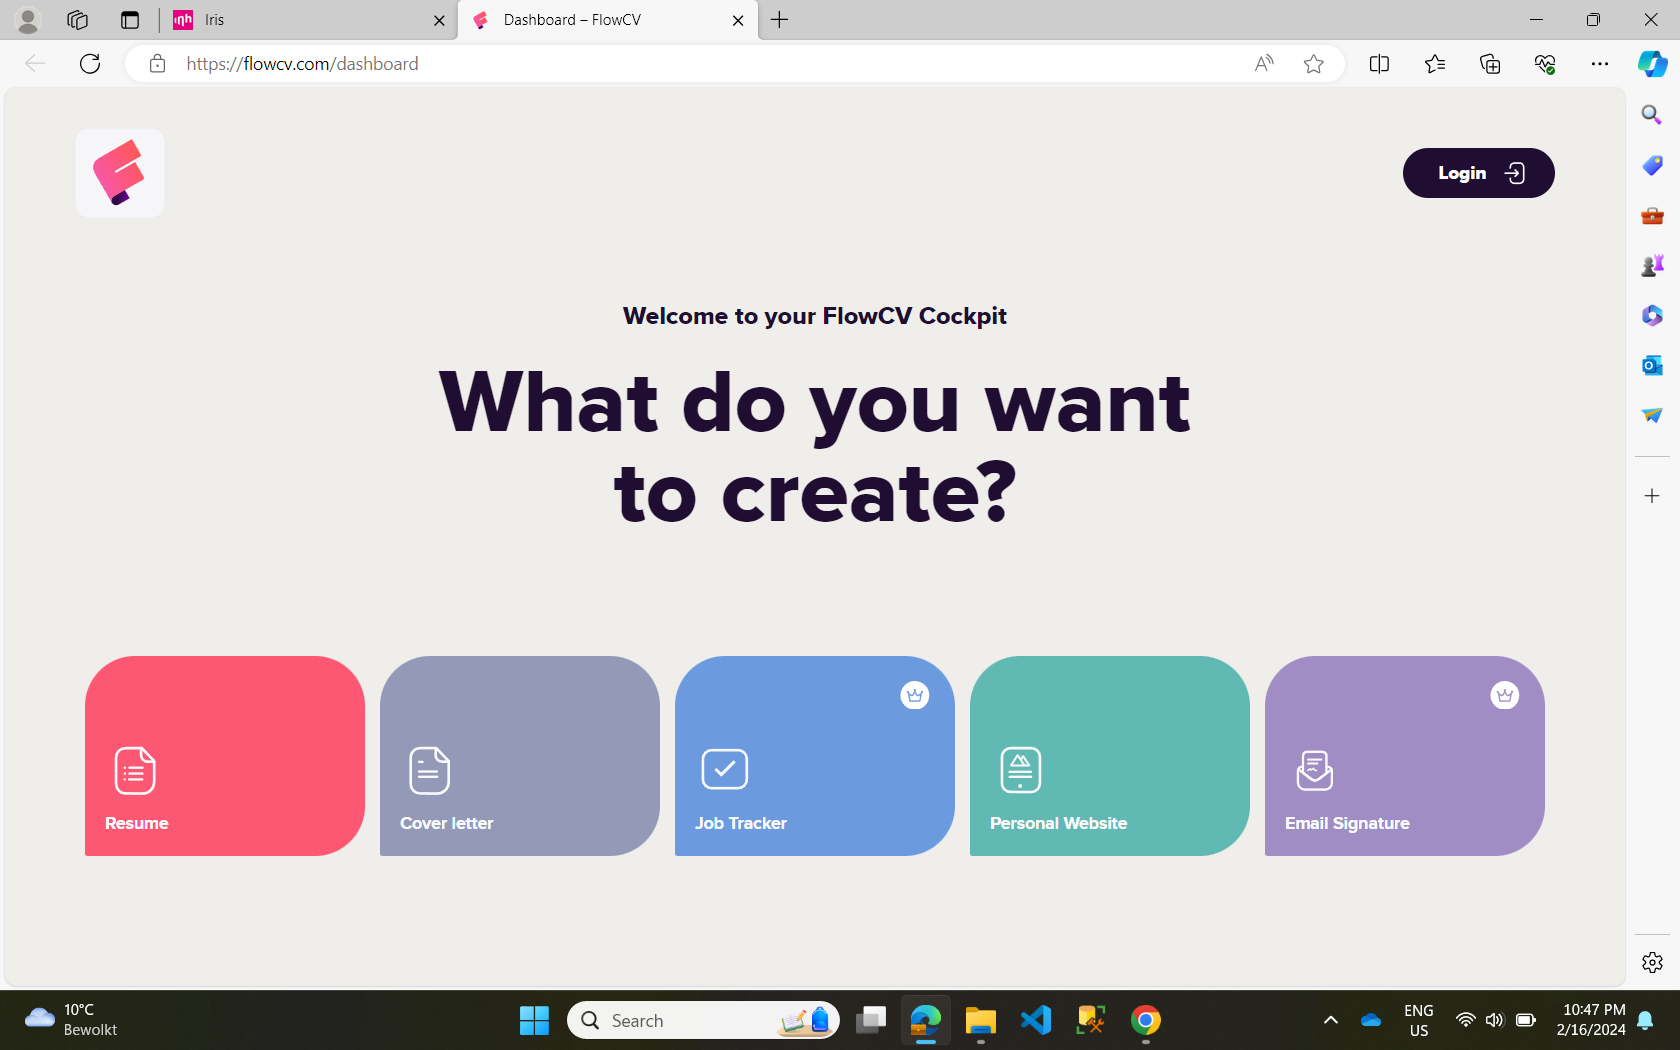 inh
Iris
Dashboard – FlowCV
https://flowcv.com/dashboard
Login
Welcome to your FlowCV Cockpit
What do you want
to create?
Resume
Cover letter
Job Tracker
Personal Website
Email Signature
10°C
Bewolkt
Search
ENG
US
10:47 PM
2/16/2024